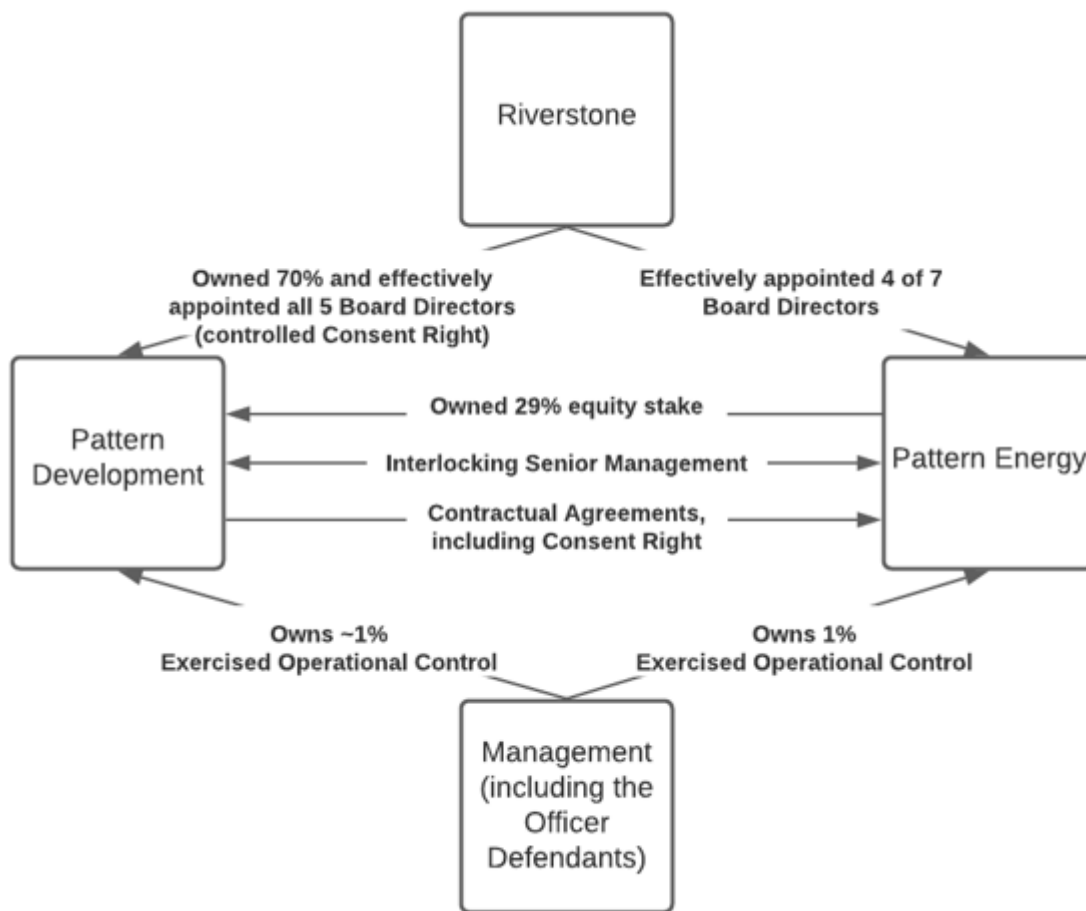 Riverstone
Owned 70% and effectively
appointed all 5 Board Directors
(controlled Consent Right)
Effectively appointed 4 of 7
Board Directors
Pattern
Development
Owned 29% equity stake
Interlocking Senior Management
Contractual Agreements,
including Consent Right
Pattern Energy
Owns ~1%
Exercised Operational Control
Owns 1%
Exercised Operational Control
Management
(including the
Officer
Defendants)